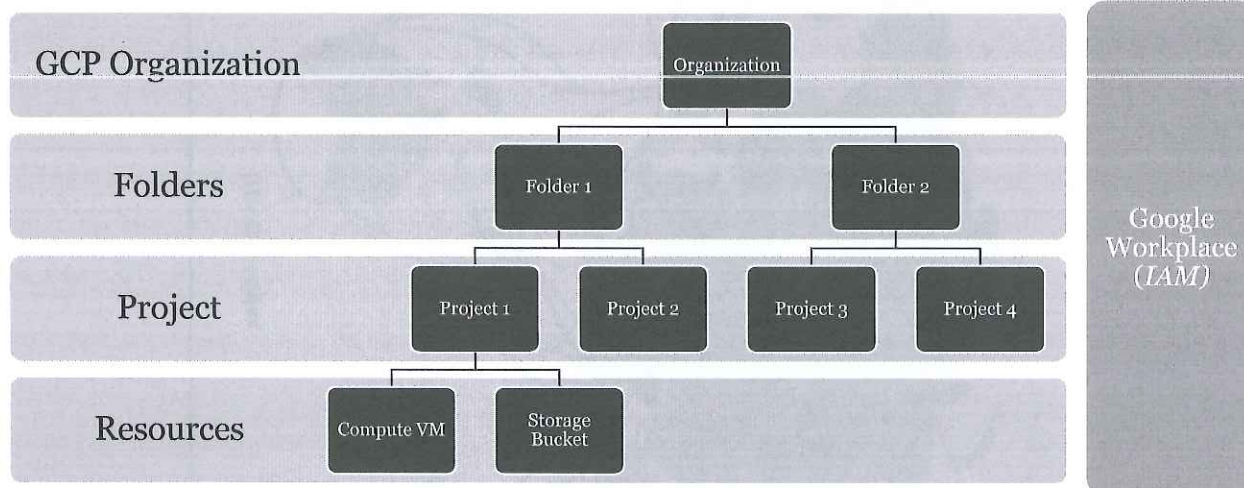 GCP Organization
Organization
Folders
Folder 1
Folder 2
Project
Project 1
Project 2
Project 3
Project 4
Resources
Compute VM
Storage
Bucket
Google
Workplace
(IAM)